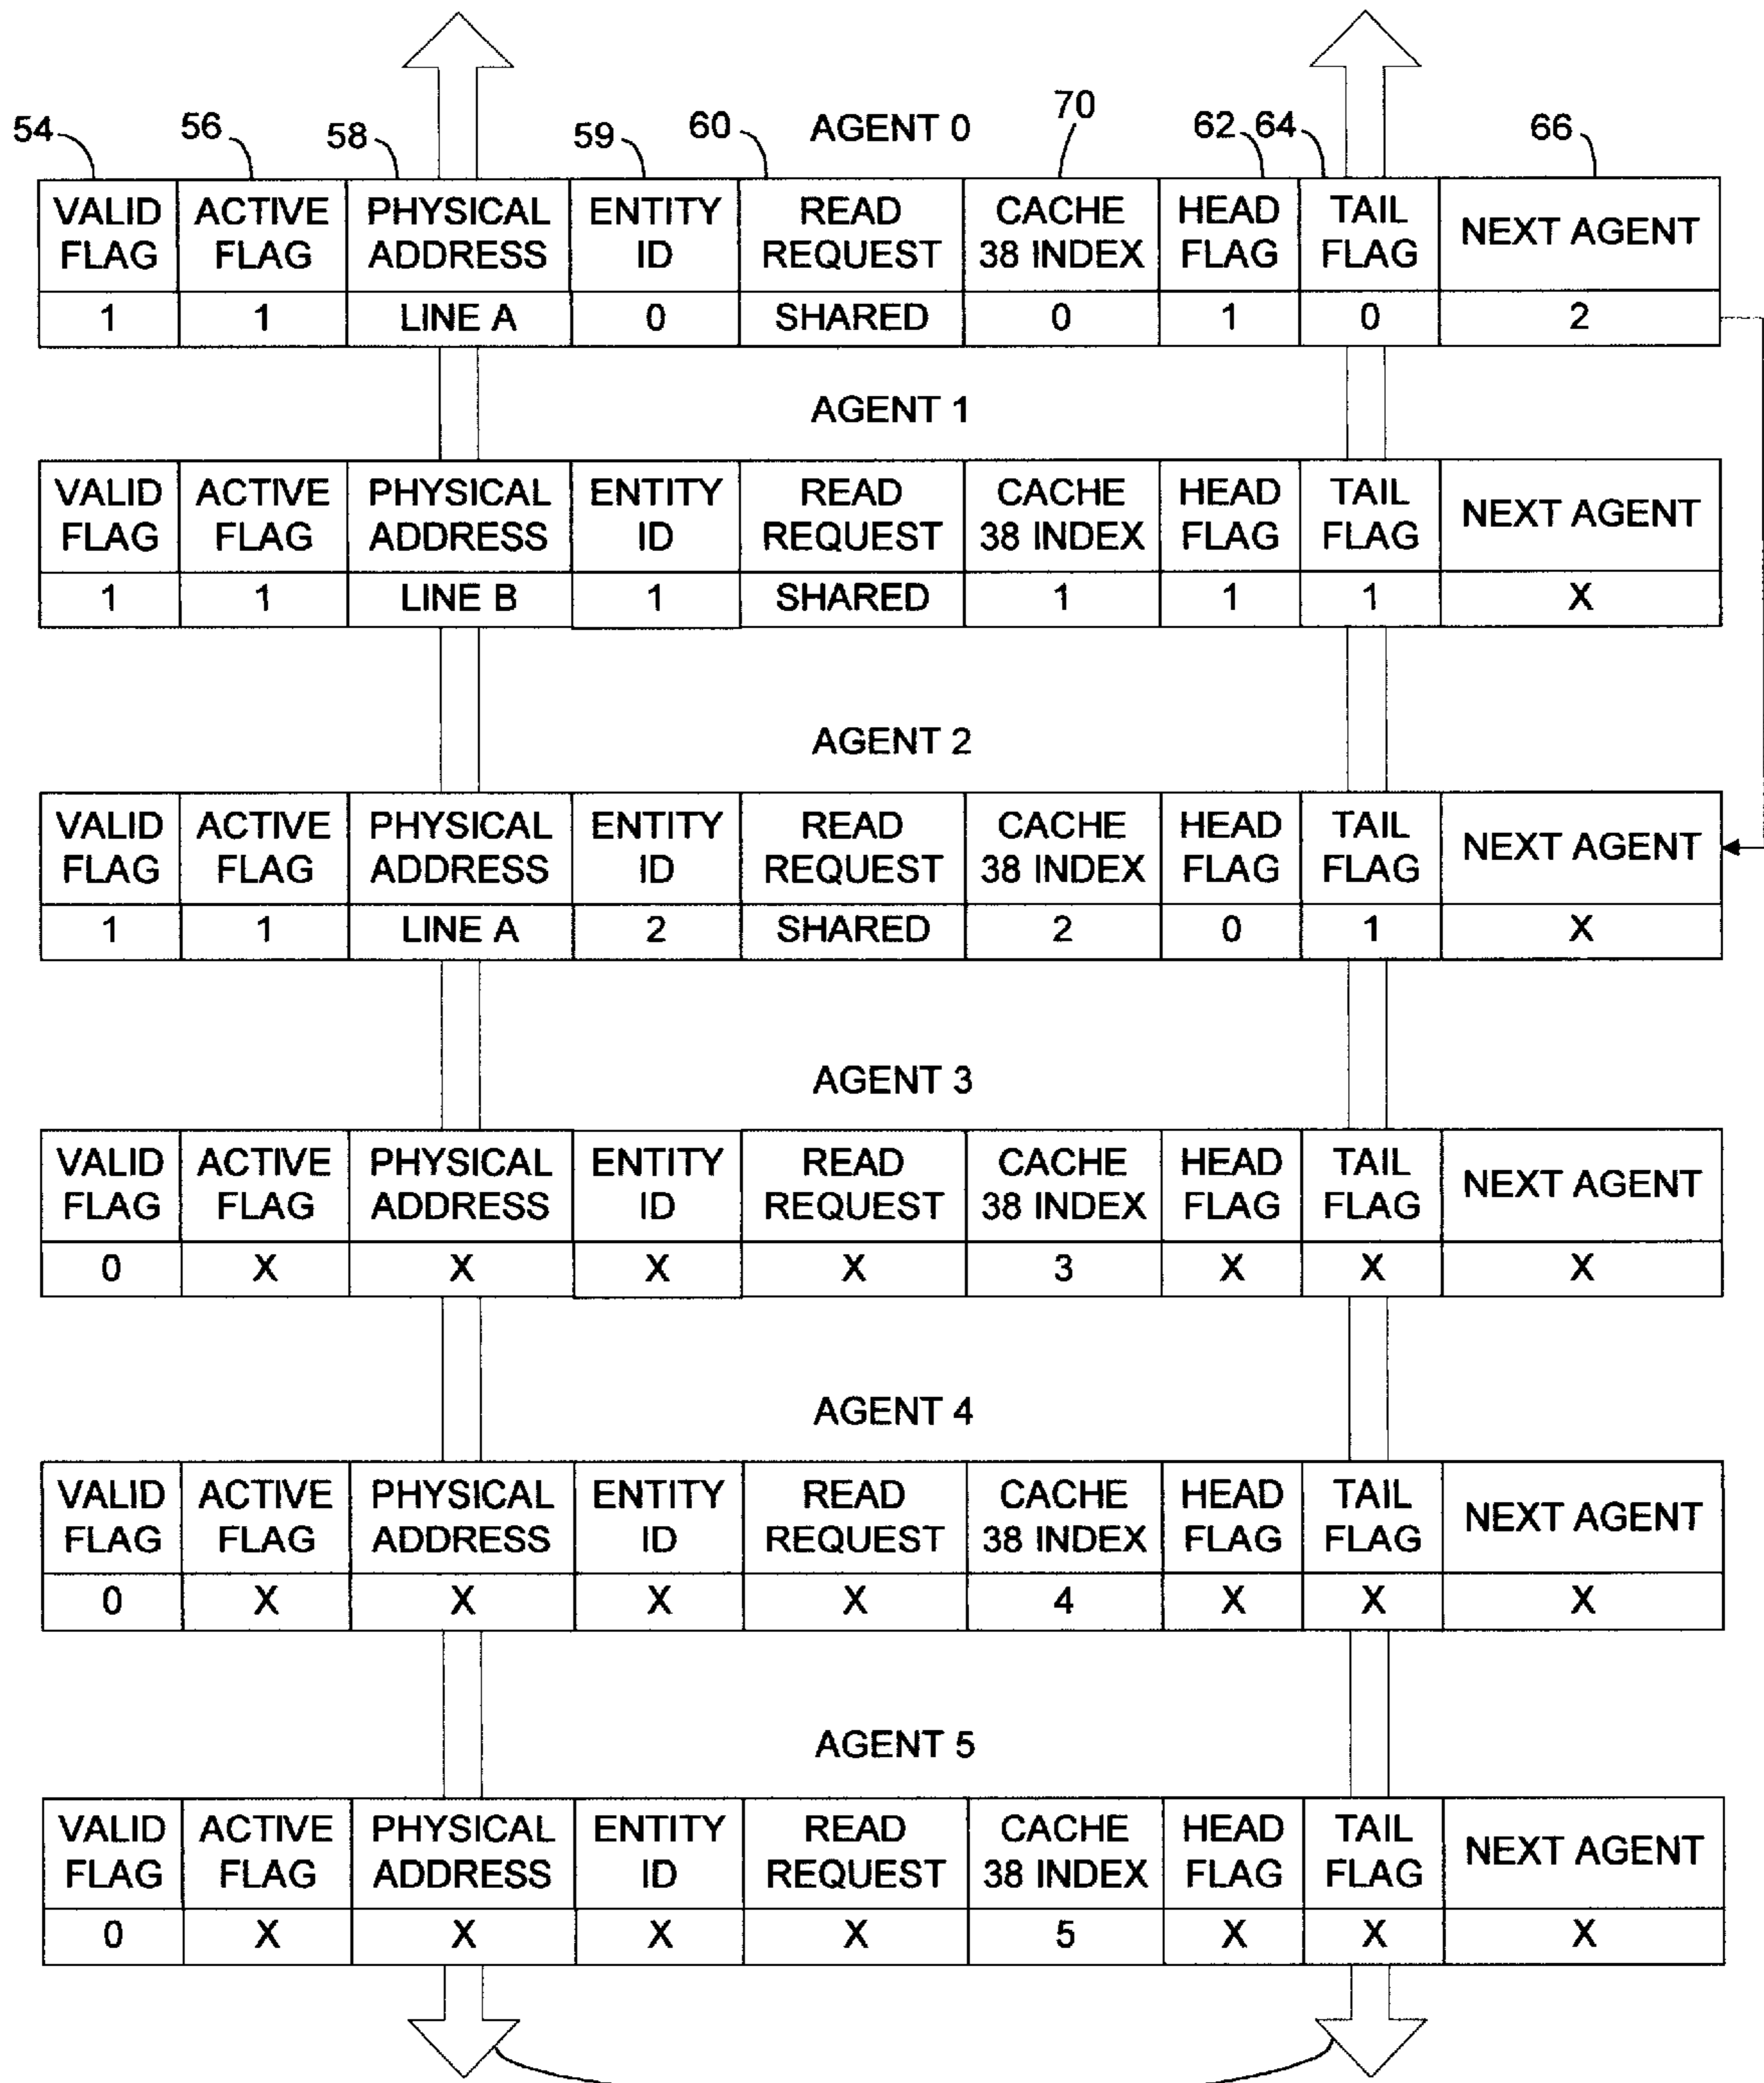 54 56 58 59 60 AGENT 0 70 62 64 66
VALID FLAG ACTIVE FLAG PHYSICAL ADDRESS ENTITY ID READ REQUEST CACHE 38 INDEX HEAD FLAG TAIL FLAG NEXT AGENT
1 1 LINE A 0 SHARED 0 1 0 2
AGENT 1
VALID FLAG ACTIVE FLAG PHYSICAL ADDRESS ENTITY ID READ REQUEST CACHE 38 INDEX HEAD FLAG TAIL FLAG NEXT AGENT
1 1 LINE B 1 SHARED 1 1 1 X
AGENT 2
VALID FLAG ACTIVE FLAG PHYSICAL ADDRESS ENTITY ID READ REQUEST CACHE 38 INDEX HEAD FLAG TAIL FLAG NEXT AGENT
1 1 LINE A 2 SHARED 2 0 1 X
AGENT 3
VALID FLAG ACTIVE FLAG PHYSICAL ADDRESS ENTITY ID READ REQUEST CACHE 38 INDEX HEAD FLAG TAIL FLAG NEXT AGENT
0 X X X X 3 X X X
AGENT 4
VALID FLAG ACTIVE FLAG PHYSICAL ADDRESS ENTITY ID READ REQUEST CACHE 38 INDEX HEAD FLAG TAIL FLAG NEXT AGENT
0 X X X X 4 X X X
AGENT 5
VALID FLAG ACTIVE FLAG PHYSICAL ADDRESS ENTITY ID READ REQUEST CACHE 38 INDEX HEAD FLAG TAIL FLAG NEXT AGENT
0 X X X X 5 X X X